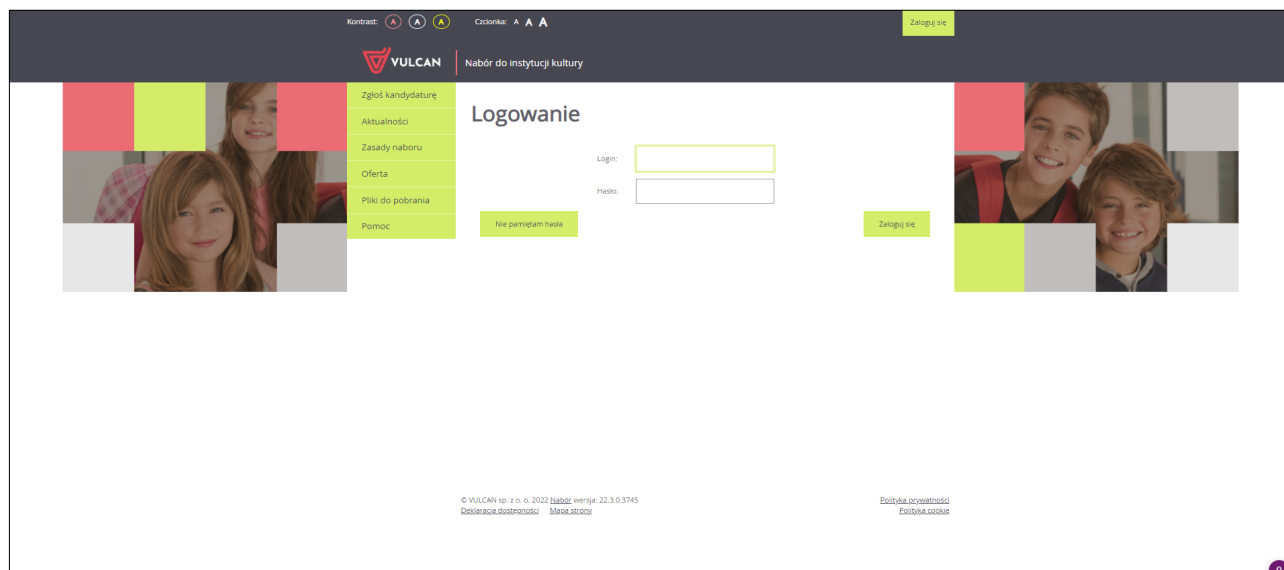 Kontrast: A A A Czcionka: A A A Zaloguj się
VULCAN Nabór do instytucji kultury
Zgłoś kandydaturę
Aktualności
Zasady naboru
Oferta
Pliki do pobrania
Pomoc
Logowanie
Login:
Hasło:
Nie pamiętam hasła Zaloguj się
© VULCAN sp. z o. o. 2022 Nabór wersja: 22.3.0.3745 Polityka prywatności
Deklaracja dostępności Mapa strony Polityka cookie